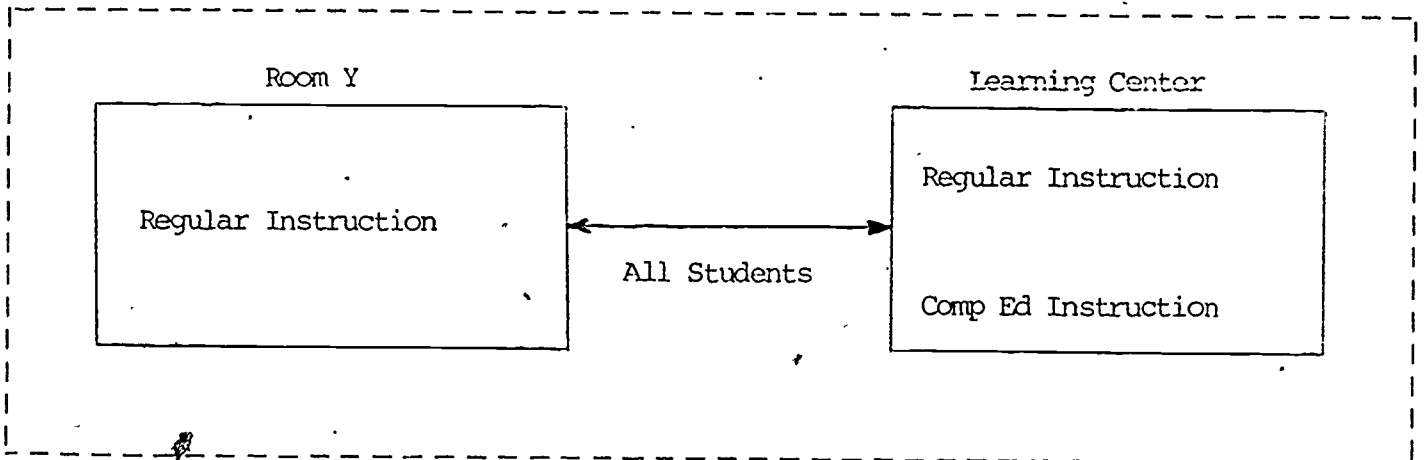 Room Y
Learning Center
Regular Instruction
Regular Instruction
All Students
Comp Ed Instruction